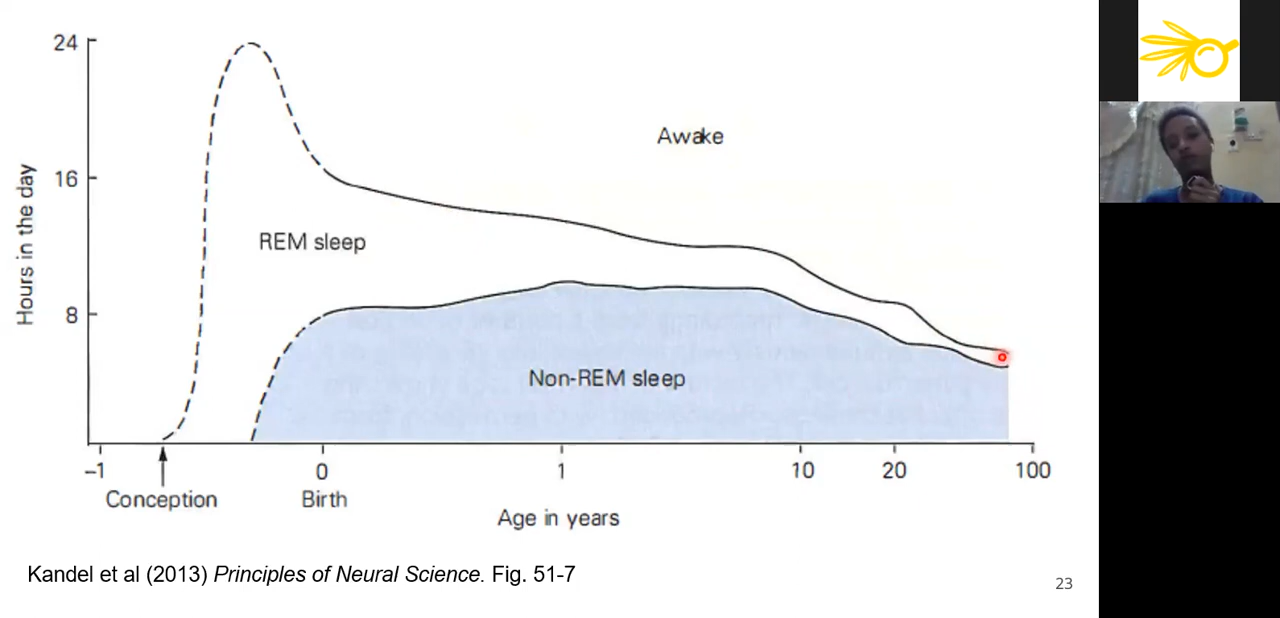 24
Awake
16
REM sleep
Hours in the day
8
Non-REM sleep
–1
0
1
10
20
100
Conception
Birth
Age in years
Kandel et al (2013) Principles of Neural Science. Fig. 51-7
23